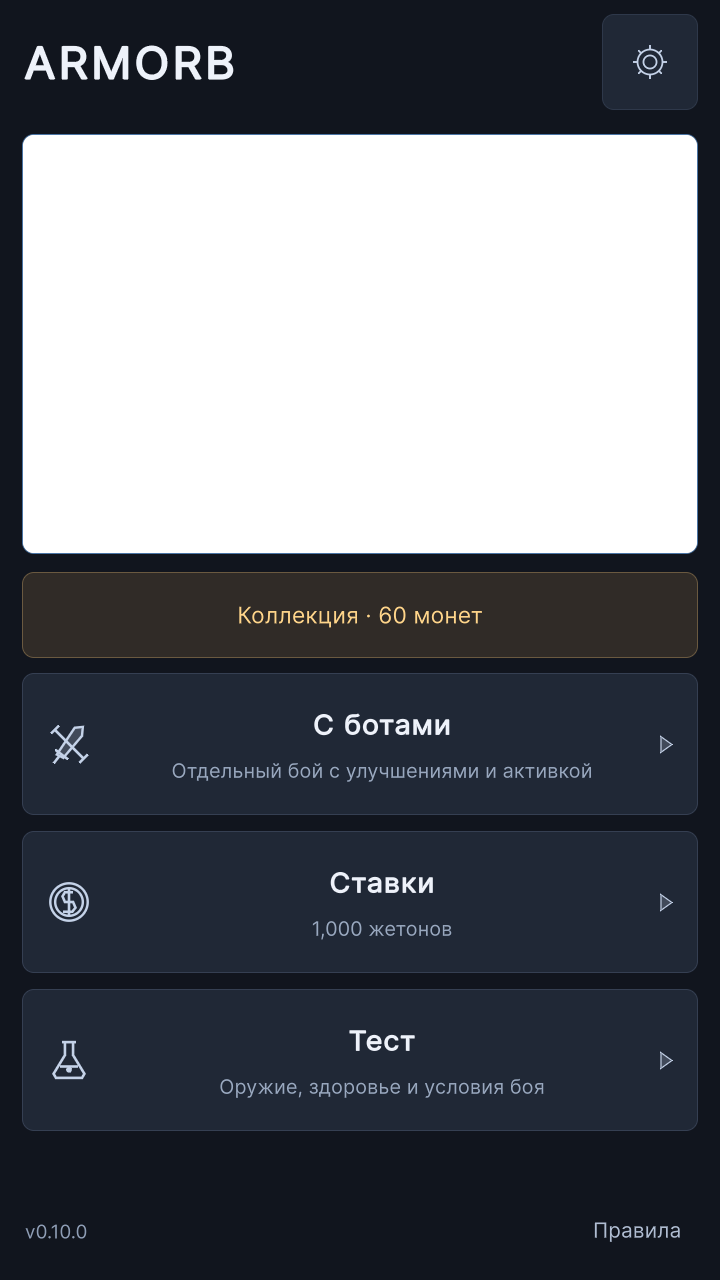 ARMORB
Коллекция · 60 монет
С ботами
Отдельный бой с улучшениями и активкой
Ставки
1,000 жетонов
Тест
Оружие, здоровье и условия боя
v0.10.0
Правила